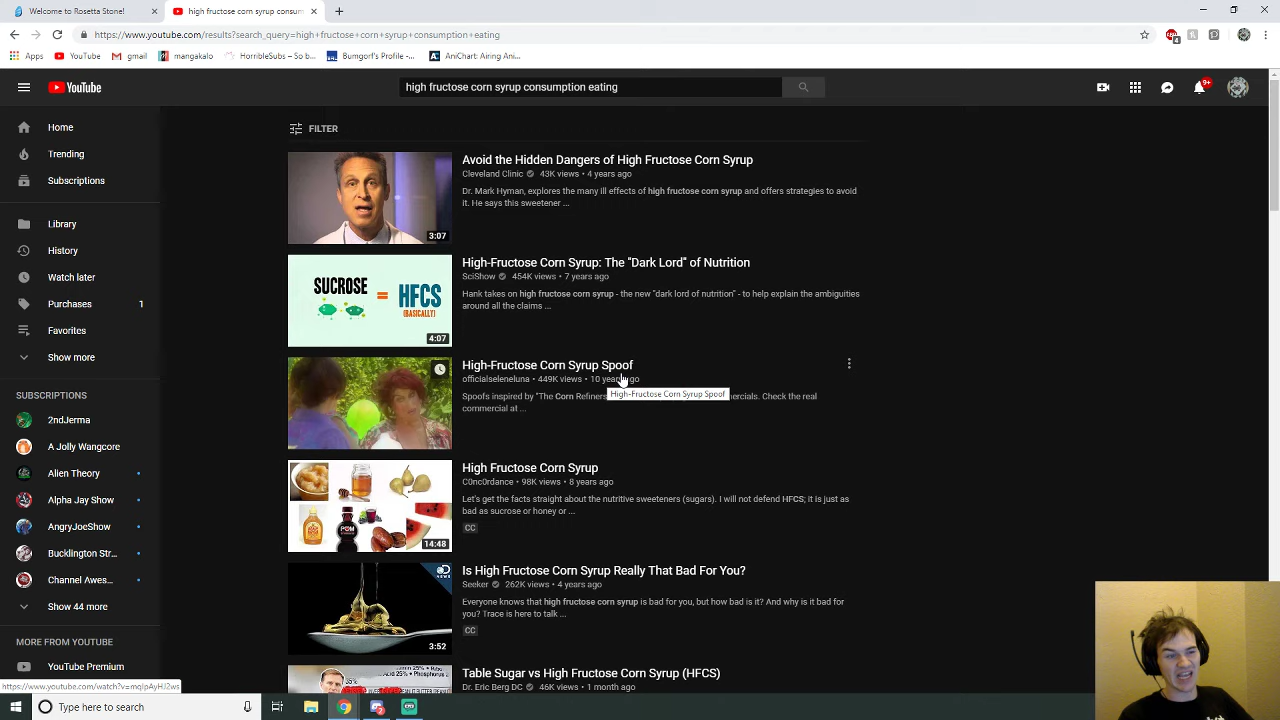 Welcome to Rosetta Stone!
high fructose corn syrup consum
https://www.youtube.com/results?search_query=high+fructose+corn+syrup+consumption+eating
Apps YouTube gmail mangakalo HorribleSubs – So b... Bumgorf's Profile -... AniChart: Airing Ani...
YouTube
high fructose corn syrup consumption eating
9+
FILTER
Home
Trending
Subscriptions
Library
History
Watch later
Purchases 1
Favorites
Show more
SUBSCRIPTIONS
2ndJerma
A Jolly Wangcore
Alien Theory
Alpha Jay Show
AngryJoeShow
Bucklington Str...
Channel Awes...
Show 44 more
MORE FROM YOUTUBE
YouTube Premium
Avoid the Hidden Dangers of High Fructose Corn Syrup
Cleveland Clinic 43K views • 4 years ago
Dr. Mark Hyman, explores the many ill effects of high fructose corn syrup and offers strategies to avoid
it. He says this sweetener ...
3:07
SUCROSE = HFCS
(BASICALLY)
4:07
High-Fructose Corn Syrup: The "Dark Lord" of Nutrition
SciShow 454K views • 7 years ago
Hank takes on high fructose corn syrup - the new "dark lord of nutrition" - to help explain the ambiguities
around all the claims ...
High-Fructose Corn Syrup Spoof
officialseleneluna • 449K views • 10 years ago
High-Fructose Corn Syrup Spoof
Spoofs inspired by "The Corn Refiners mercials. Check the real
commercial at ...
High Fructose Corn Syrup
C0nc0rdance • 98K views • 8 years ago
Let's get the facts straight about the nutritive sweeteners (sugars). I will not defend HFCS; it is just as
bad as sucrose or honey or ...
CC
POM
14:48
Is High Fructose Corn Syrup Really That Bad For You?
Seeker 262K views • 4 years ago
Everyone knows that high fructose corn syrup is bad for you, but how bad is it? And why is it bad for
you? Trace is here to talk ...
CC
NEWS
3:52
Table Sugar vs High Fructose Corn Syrup (HFCS)
Dr. Eric Berg DC 46K views • 1 month ago
https://www.youtube.com/watch?v=mqIpAyHJ2ws
Type here to search
2